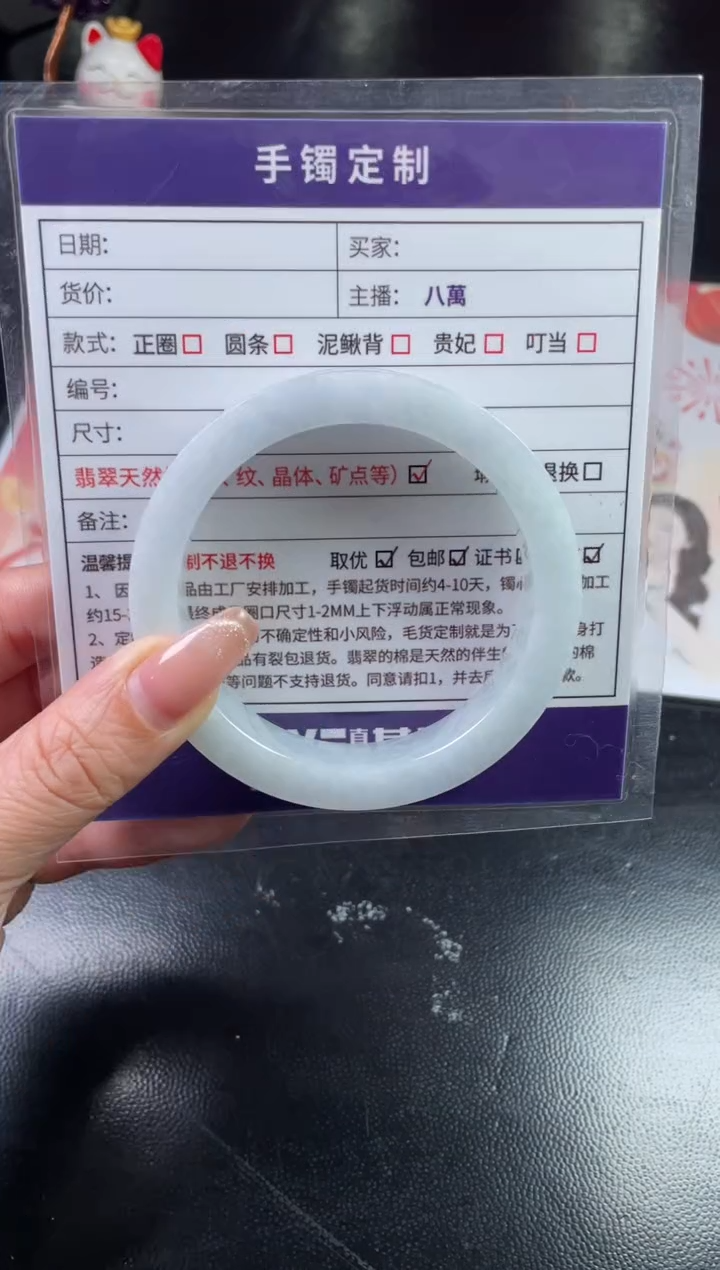 手镯定制
日期： 买家：
货价： 主播： 八萬
款式： 正圈 圆条 泥鳅背 贵妃 叮当
编号：
尺寸：
翡翠天然 纹、晶体、矿点等） 退换
备注：
温馨提 制不退不换 取优 包邮 证书
1、因 品由工厂安排加工，手镯起货时间约4-10天，镯 加工
约15- 终成 圈口尺寸1-2MM上下浮动属正常现象。
2、定 不确定性和小风险，毛货定制就是为 身打
造 品有裂包退货。翡翠的棉是天然的伴生 的棉
等问题不支持退货。同意请扣1，并去 款。